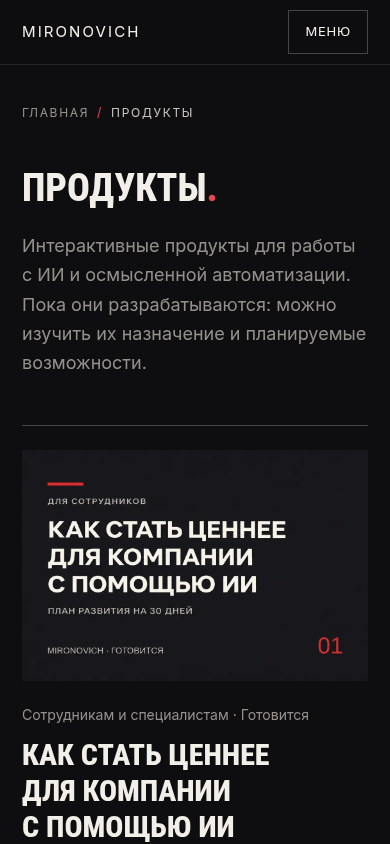 MIRONOVICH
МЕНЮ
ГЛАВНАЯ / ПРОДУКТЫ
ПРОДУКТЫ.
Интерактивные продукты для работы
с ИИ и осмысленной автоматизации.
Пока они разрабатываются: можно
изучить их назначение и планируемые
возможности.
ДЛЯ СОТРУДНИКОВ
КАК СТАТЬ ЦЕННЕЕ
ДЛЯ КОМПАНИИ
С ПОМОЩЬЮ ИИ
ПЛАН РАЗВИТИЯ НА 30 ДНЕЙ
MIRONOVICH · ГОТОВИТСЯ
01
Сотрудникам и специалистам · Готовится
КАК СТАТЬ ЦЕННЕЕ
ДЛЯ КОМПАНИИ
С ПОМОЩЬЮ ИИ